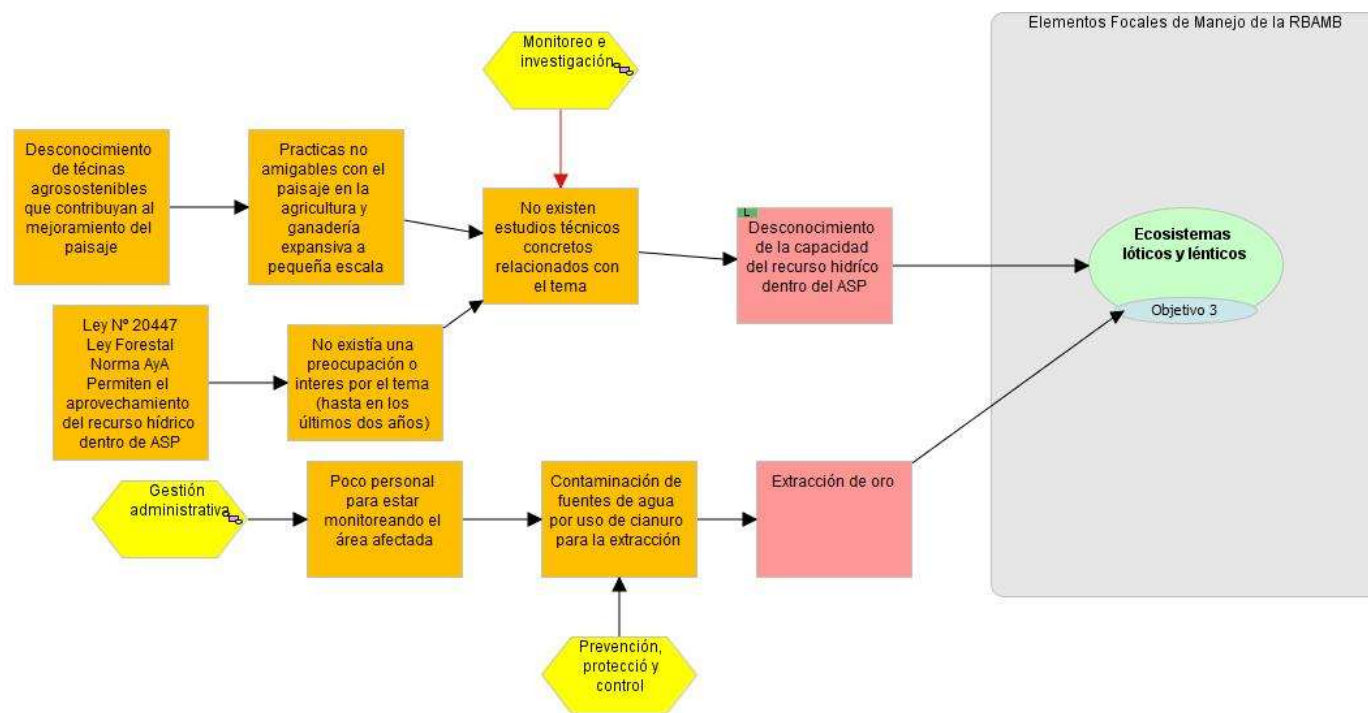 Elementos Focales de Manejo de la RBAMB
Monitoreo e
investigación
Desconocimiento
de técinas
agrosostenibles
que contribuyan al
mejoramiento del
paisaje
Practicas no
amigables con el
paisaje en la
agricultura y
ganadería
expansiva a
pequeña escala
No existen
estudios técnicos
concretos
relacionados con
el tema
L
Desconocimiento
de la capacidad
del recurso hidríco
dentro del ASP
Ecosistemas
lóticos y lénticos
Objetivo 3
Ley Nº 20447
Ley Forestal
Norma AyA
Permiten el
aprovechamiento
del recurso hídrico
dentro de ASP
No existía una
preocupación o
interes por el tema
(hasta en los
últimos dos años)
Gestión
administrativa
Poco personal
para estar
monitoreando el
área afectada
Contaminación de
fuentes de agua
por uso de cianuro
para la extracción
Extracción de oro
Prevención,
protecció y
control